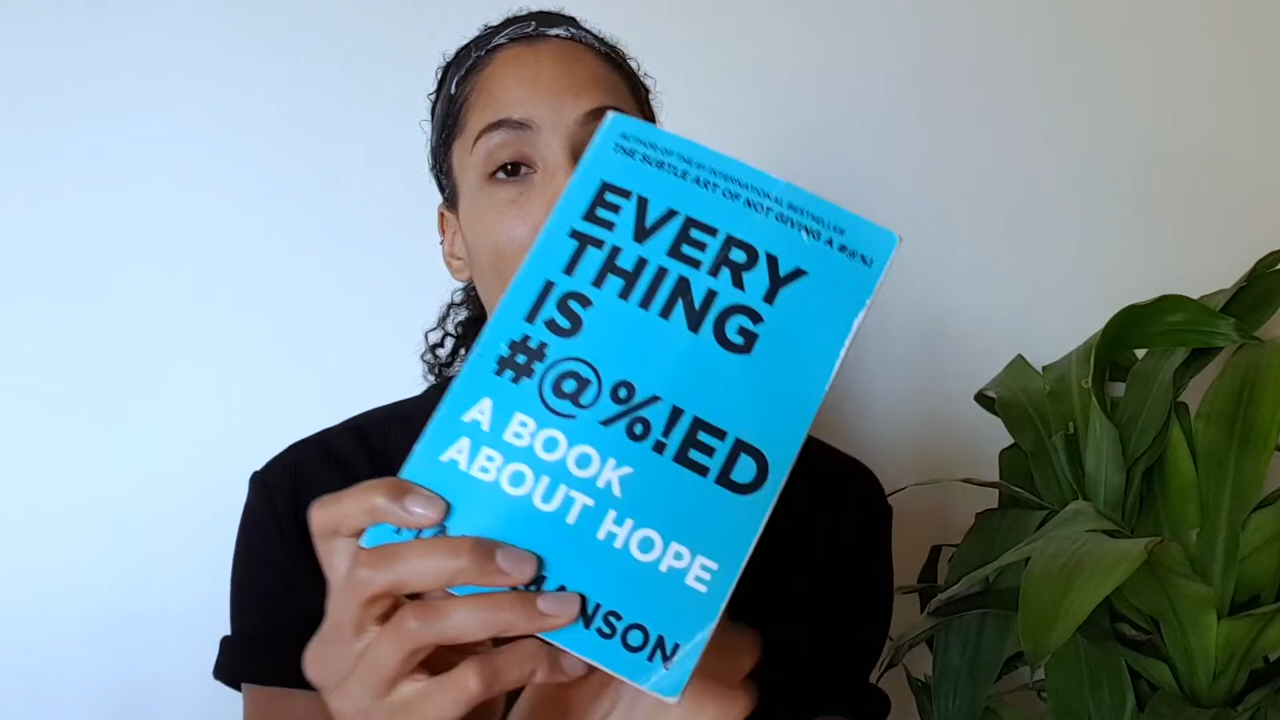 AUTHOR OF THE #1 INTERNATIONAL BESTSELLER
THE SUBTLE ART OF NOT GIVING A #@%!
EVERY
THING
IS
#@%!ED
A BOOK
ABOUT HOPE
MANSON